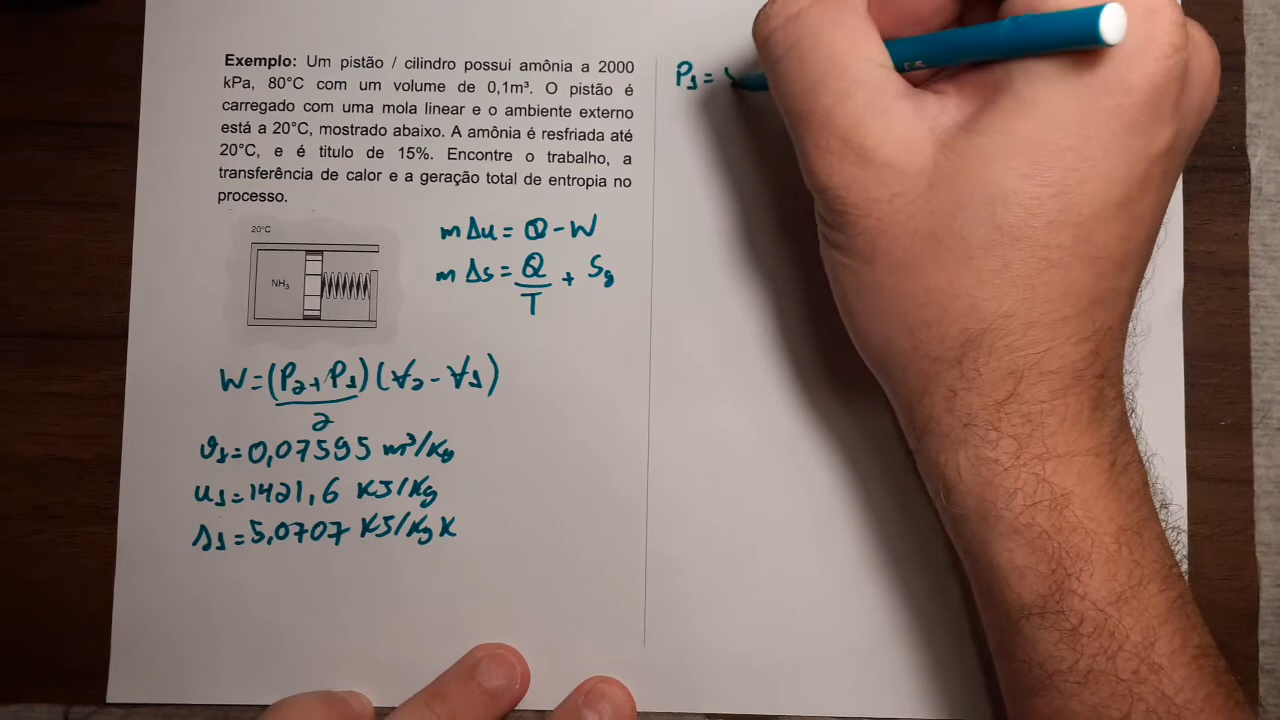 Exemplo: Um pistão / cilindro possui amônia a 2000
kPa, 80°C com um volume de 0,1m³. O pistão é
carregado com uma mola linear e o ambiente externo
está a 20°C, mostrado abaixo. A amônia é resfriada até
20°C, e é titulo de 15%. Encontre o trabalho, a
transferência de calor e a geração total de entropia no
processo.
20°C
NH₃
m Δu = Q - W
m Δs = Q/T + Sg
W = (P2 + P1)/2 (V2 - V1)
v1 = 0,07595 m³/kg
u1 = 1421,6 KJ/Kg
s1 = 5,0707 KJ/Kg K
P1 =